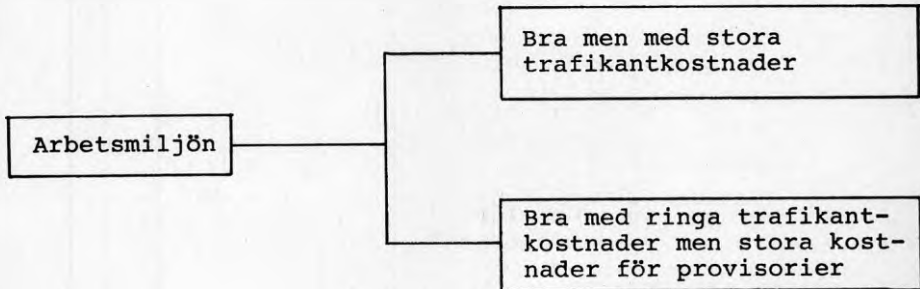 Bra men med stora
trafikantkostnader
Arbetsmiljön
Bra med ringa trafikant-
kostnader men stora kost-
nader för provisorier